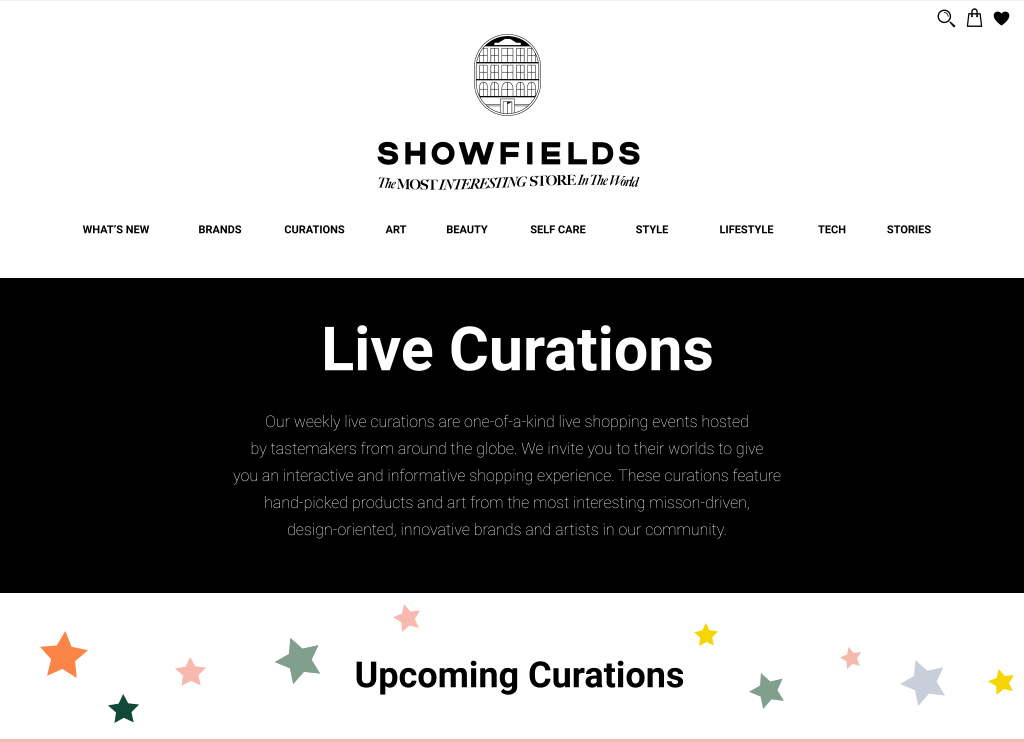 SHOWFIELDS
The MOST INTERESTING STORE In The World
WHAT'S NEW BRANDS CURATIONS ART BEAUTY SELF CARE STYLE LIFESTYLE TECH STORIES
Live Curations
Our weekly live curations are one-of-a-kind live shopping events hosted
by tastemakers from around the globe. We invite you to their worlds to give
you an interactive and informative shopping experience. These curations feature
hand-picked products and art from the most interesting misson-driven,
design-oriented, innovative brands and artists in our community.
Upcoming Curations